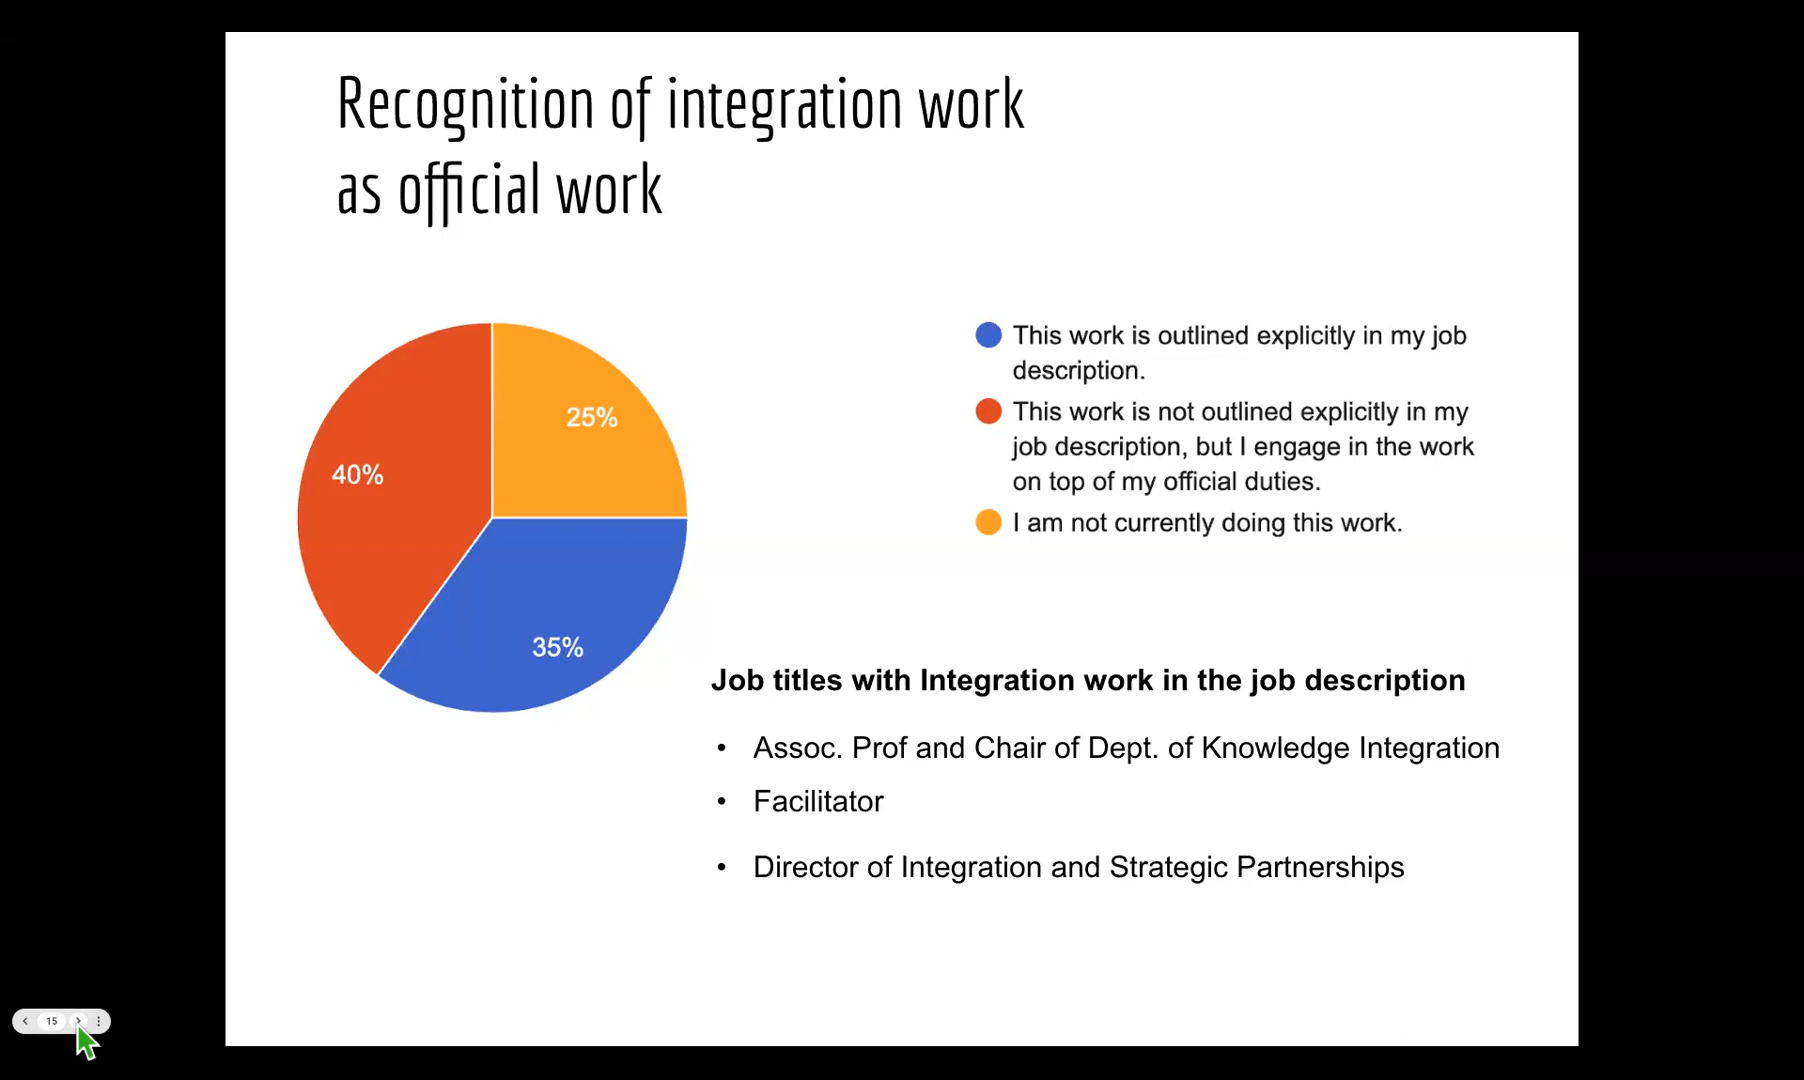 Recognition of integration work
as official work
25%
40%
35%
This work is outlined explicitly in my job
description.
This work is not outlined explicitly in my
job description, but I engage in the work
on top of my official duties.
I am not currently doing this work.
Job titles with Integration work in the job description
• Assoc. Prof and Chair of Dept. of Knowledge Integration
• Facilitator
• Director of Integration and Strategic Partnerships
15